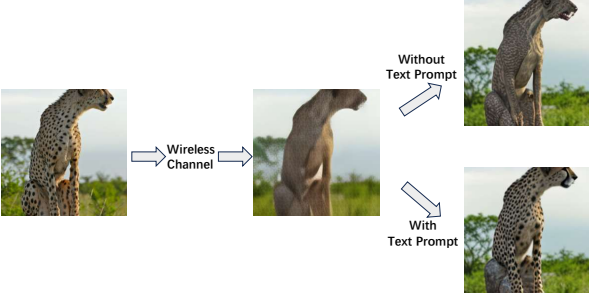 Without
Text Prompt
Wireless
Channel
With
Text Prompt